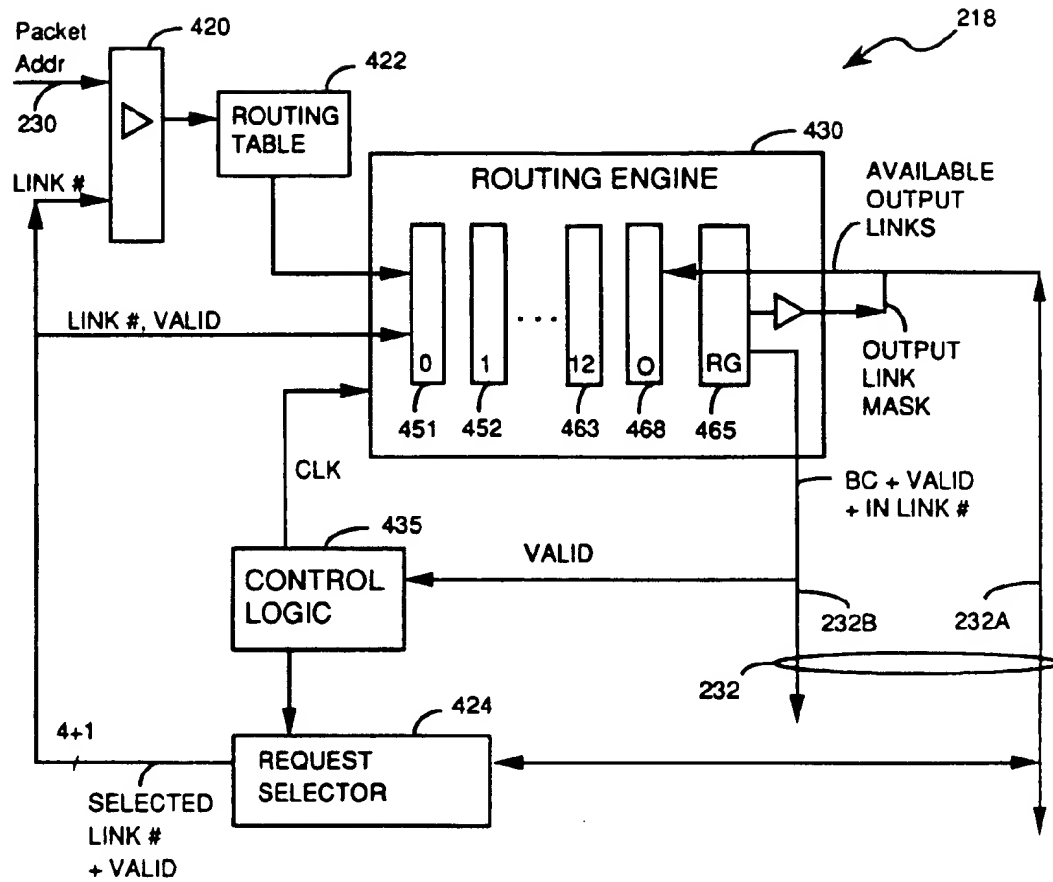 Packet
Addr
230
420
422
218
ROUTING
TABLE
430
LINK #
ROUTING ENGINE
AVAILABLE
OUTPUT
LINKS
LINK #, VALID
0
1
...
12
O
RG
451
452
463
468
465
OUTPUT
LINK
MASK
CLK
BC + VALID
+ IN LINK #
435
CONTROL
LOGIC
VALID
232B
232A
232
424
4+1
REQUEST
SELECTOR
SELECTED
LINK #
+ VALID